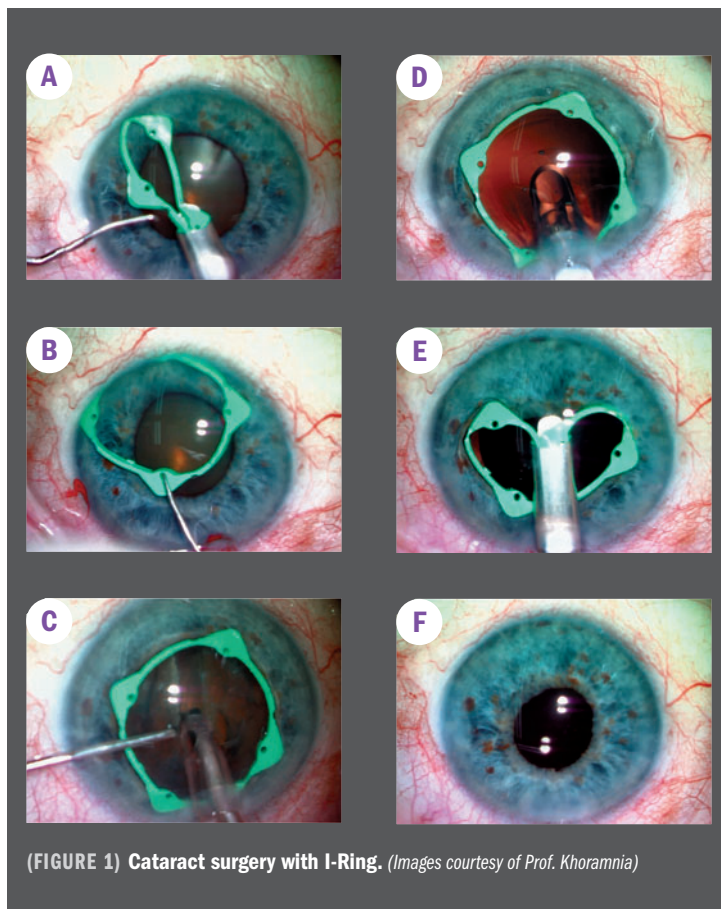 A
D
B
E
C
F
(FIGURE 1) Cataract surgery with I-Ring. (Images courtesy of Prof. Khoramnia)